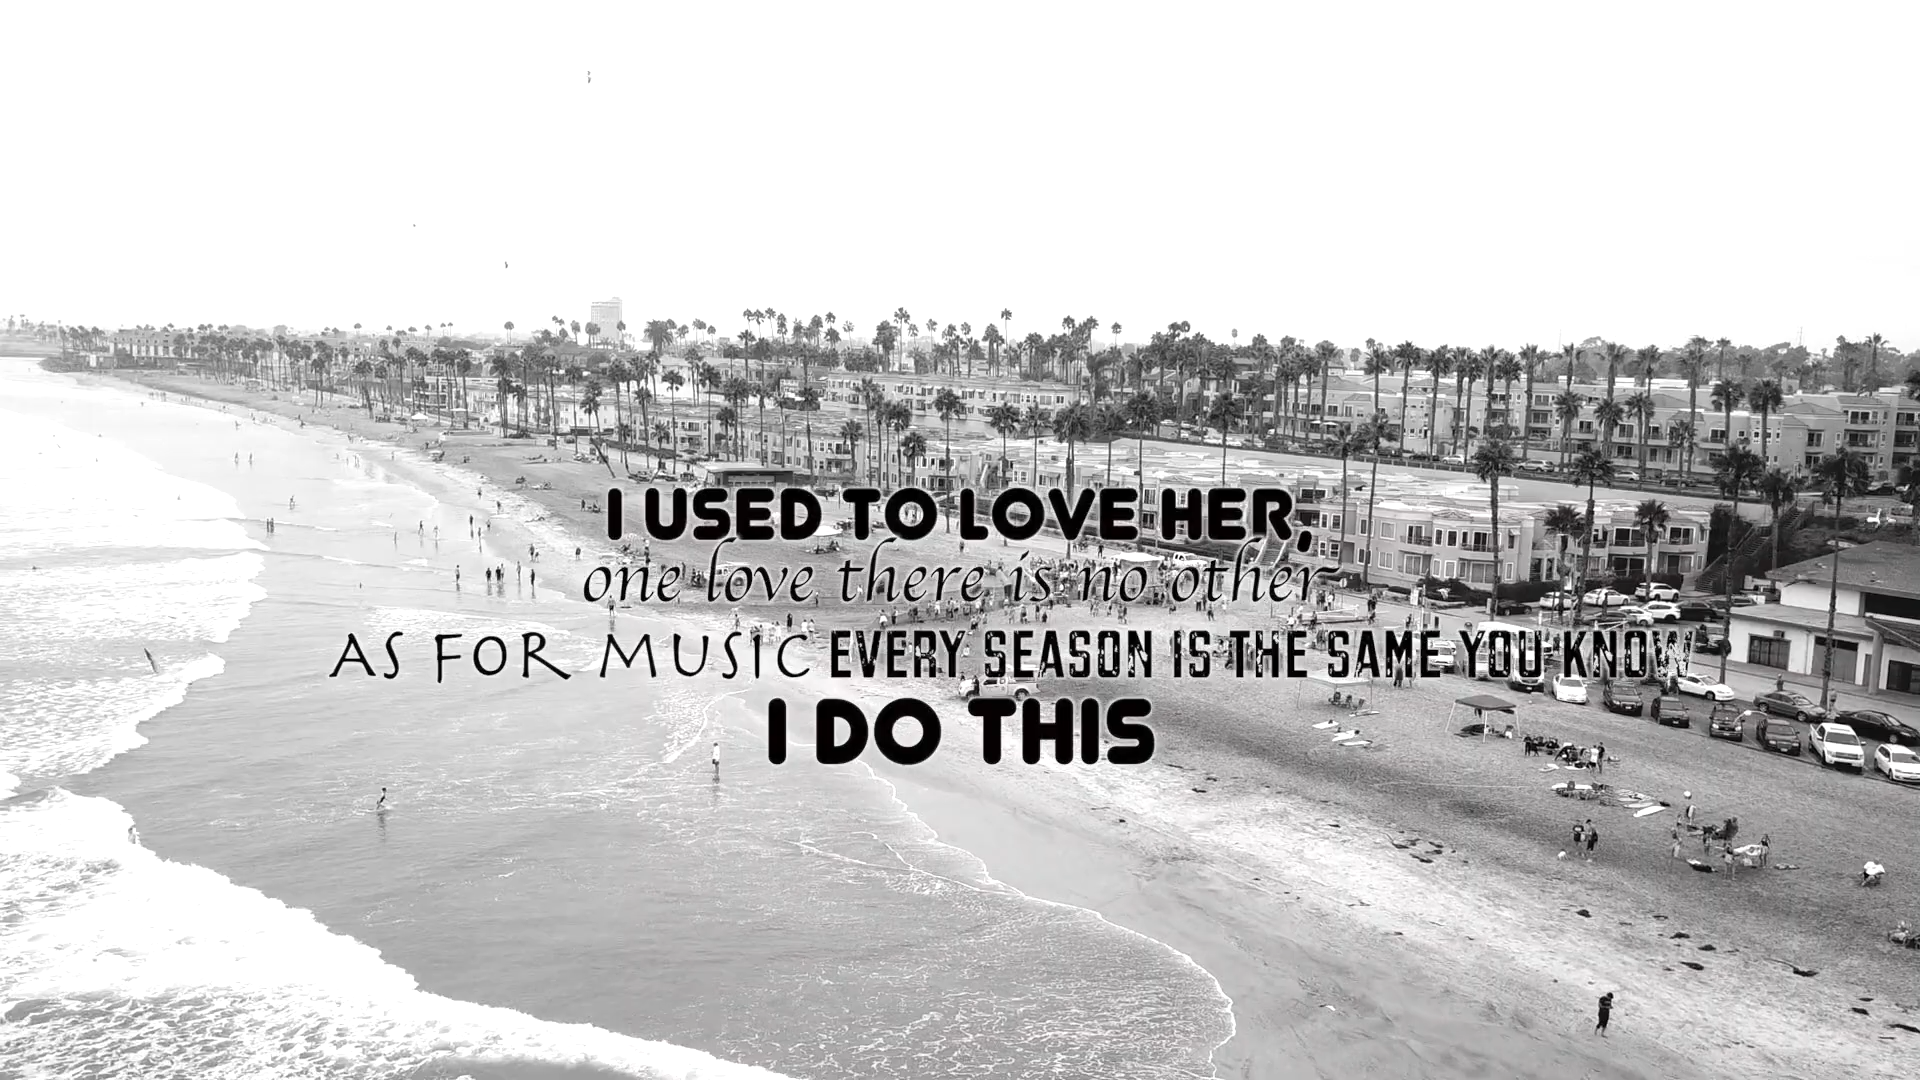 I USED TO LOVE HER,
one love there is no other
AS FOR MUSIC EVERY SEASON IS THE SAME YOU KNOW
I DO THIS